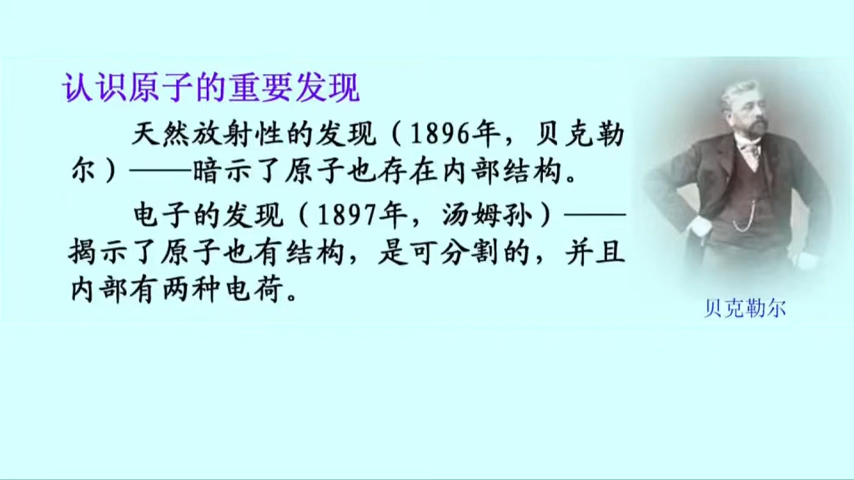 认识原子的重要发现
天然放射性的发现（1896年，贝克勒
尔）——暗示了原子也存在内部结构。
电子的发现（1897年，汤姆孙）——
揭示了原子也有结构，是可分割的，并且
内部有两种电荷。
贝克勒尔